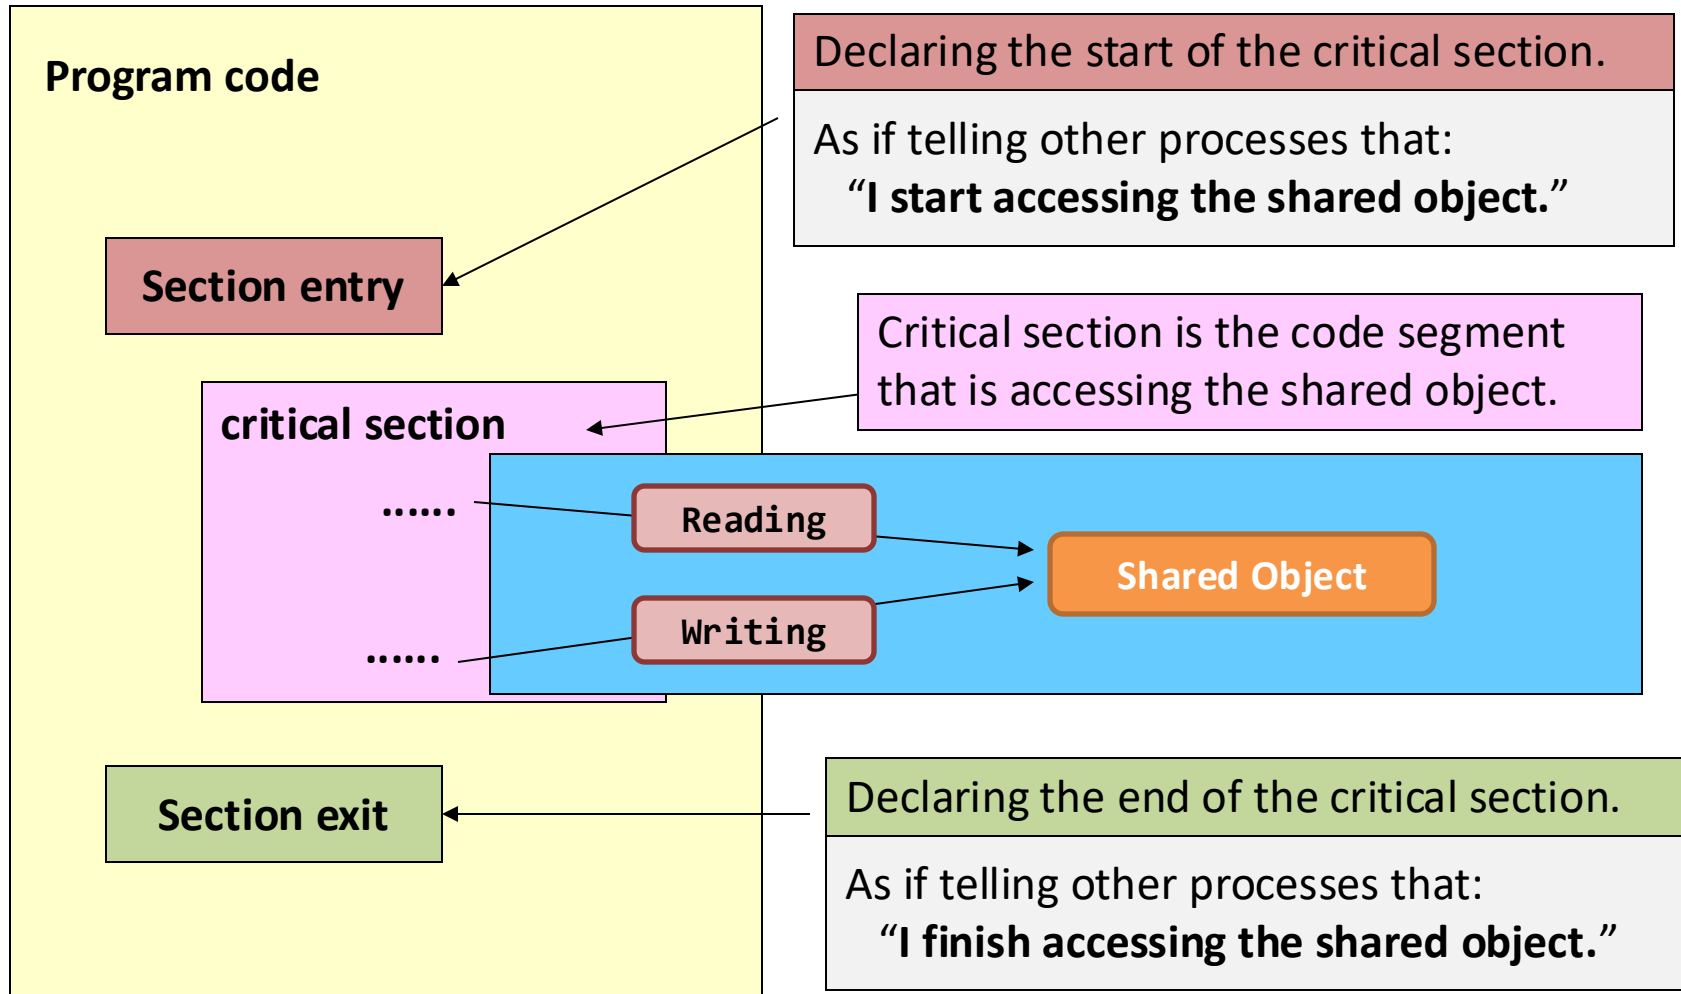 Program code
Declaring the start of the critical section.
As if telling other processes that:
“I start accessing the shared object.”
Section entry
Critical section is the code segment
that is accessing the shared object.
critical section
......
Reading
Shared Object
Writing
......
Section exit
Declaring the end of the critical section.
As if telling other processes that:
“I finish accessing the shared object.”